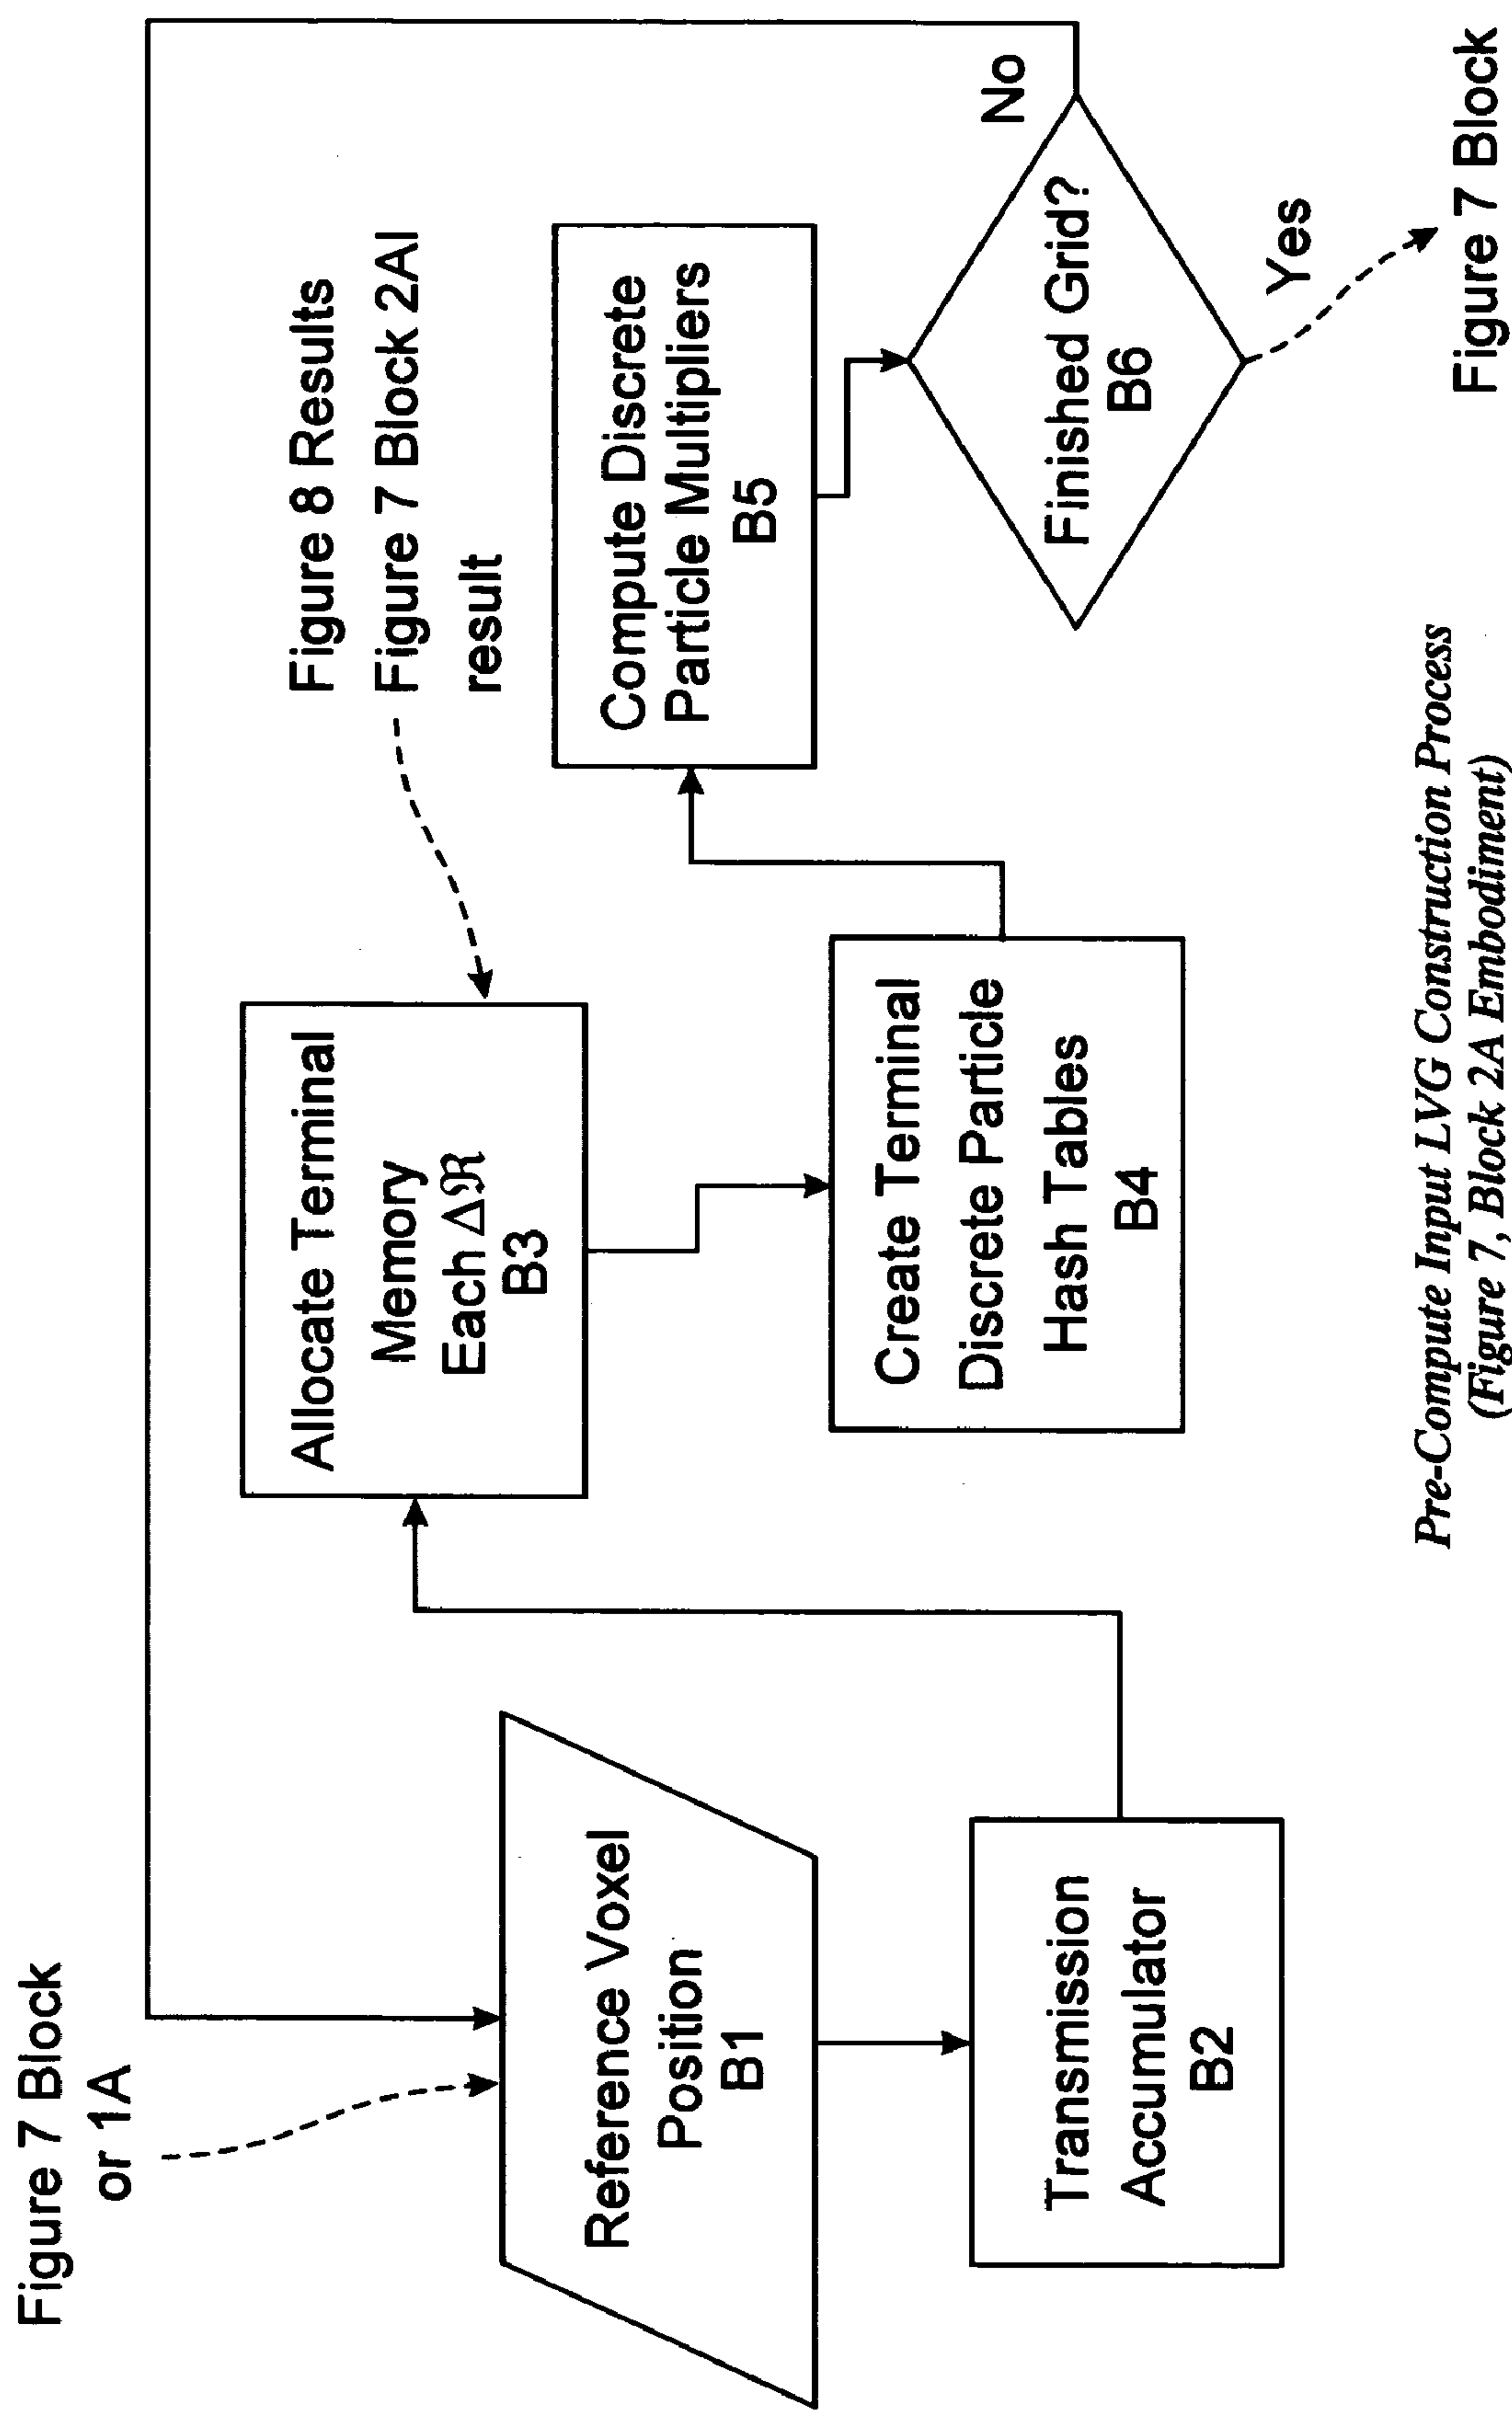 Figure 7 Block
or 1A
Reference Voxel
Position
B1
Transmission
Accumulator
B2
Allocate Terminal
Memory
Each Δℜ
B3
Figure 8 Results
Figure 7 Block 2AI
result
Create Terminal
Discrete Particle
Hash Tables
B4
Compute Discrete
Particle Multipliers
B5
Finished Grid?
B6
No
Yes
Figure 7 Block
Pre-Compute Input LVG Construction Process
(Figure 7, Block 2A Embodiment)